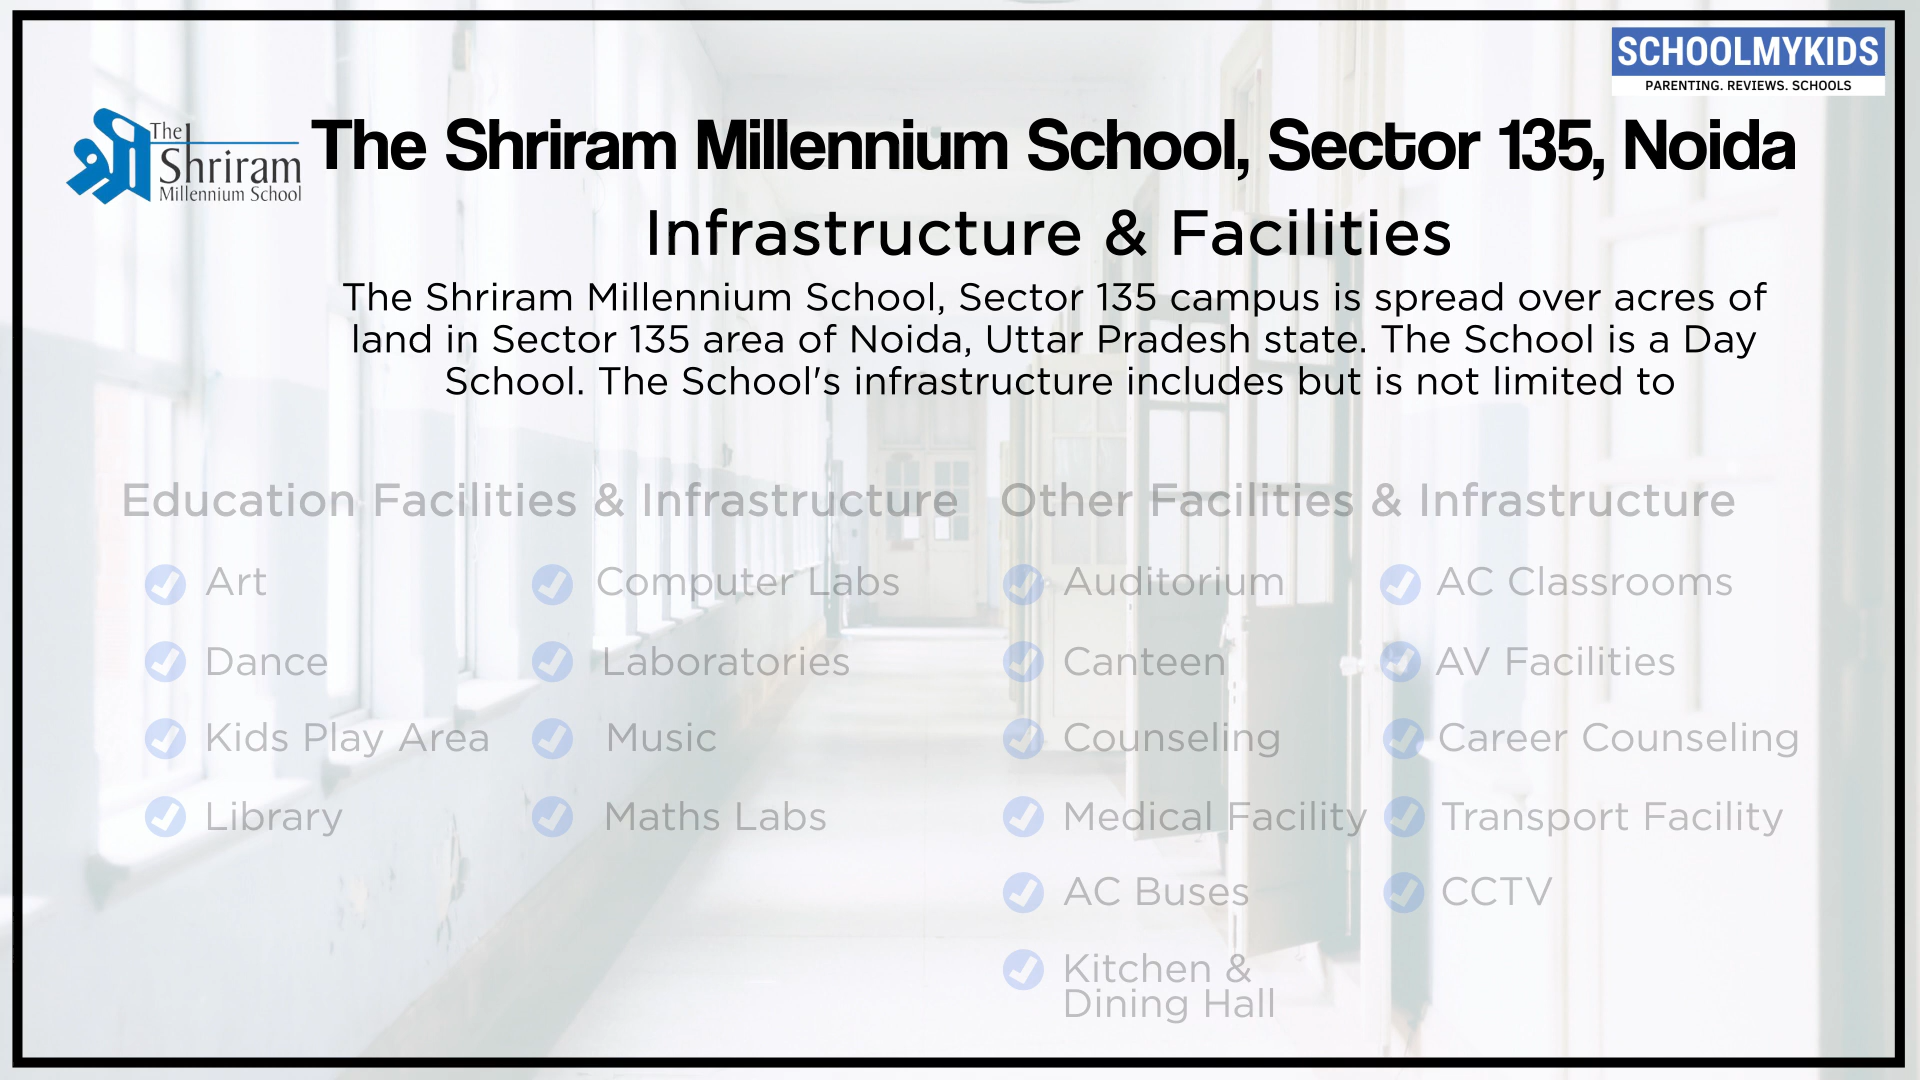 SCHOOLMYKIDS
PARENTING. REVIEWS. SCHOOLS
The
Shriram
Millennium School
The Shriram Millennium School, Sector 135, Noida
Infrastructure & Facilities
The Shriram Millennium School, Sector 135 campus is spread over acres of
land in Sector 135 area of Noida, Uttar Pradesh state. The School is a Day
School. The School's infrastructure includes but is not limited to
Education Facilities & Infrastructure
Art
Dance
Kids Play Area
Library
Computer Labs
Laboratories
Music
Maths Labs
Other Facilities & Infrastructure
Auditorium
Canteen
Counseling
Medical Facility
AC Buses
Kitchen &
Dining Hall
AC Classrooms
AV Facilities
Career Counseling
Transport Facility
CCTV